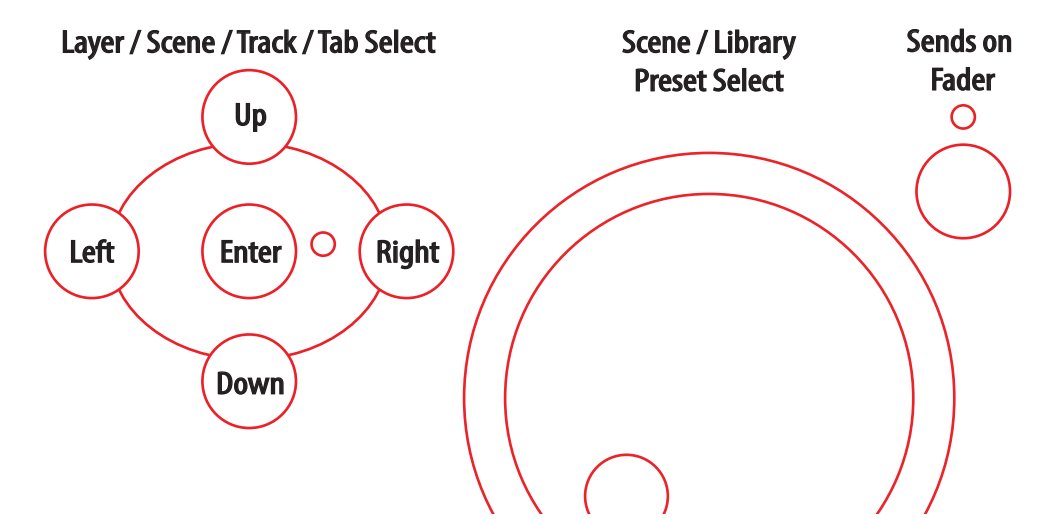 Layer / Scene / Track / Tab Select
Up
Left
Enter
Right
Down
Scene / Library
Preset Select
Sends on
Fader